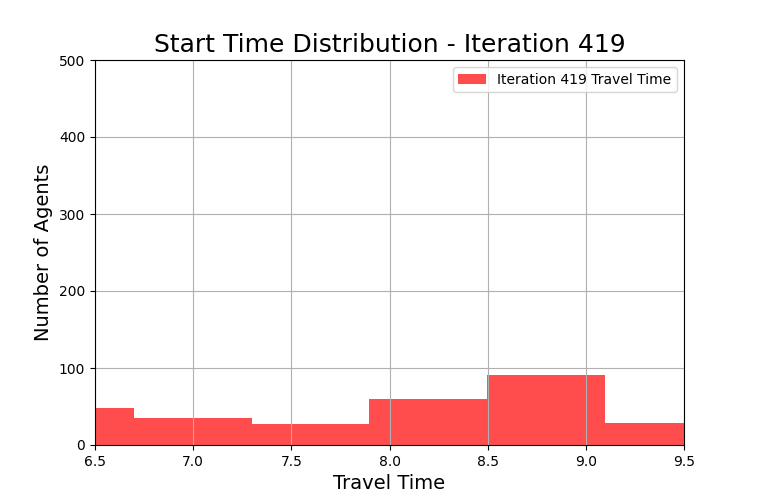 Start Time Distribution - Iteration 419
Iteration 419 Travel Time
Number of Agents
500
400
300
200
100
0
6.5 7.0 7.5 8.0 8.5 9.0 9.5
Travel Time